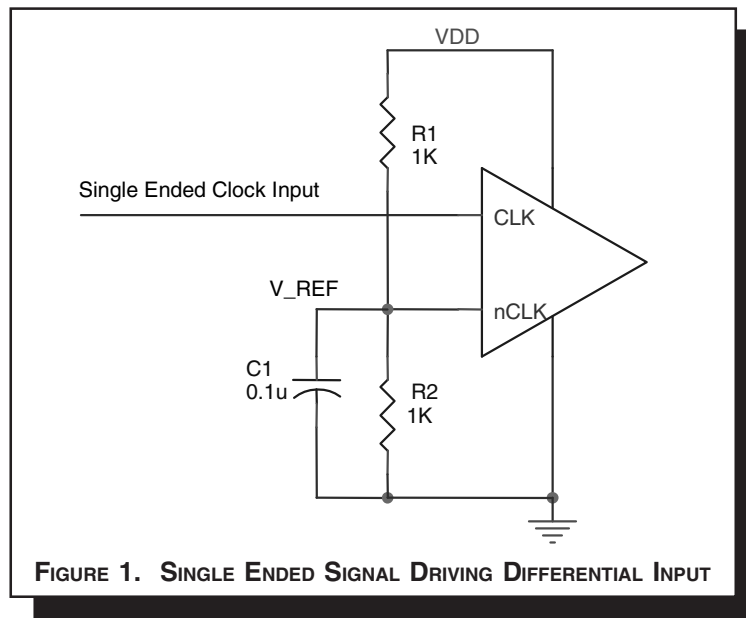 VDD
R1
1K
Single Ended Clock Input
CLK
V_REF
nCLK
C1
0.1u
R2
1K
FIGURE 1. SINGLE ENDED SIGNAL DRIVING DIFFERENTIAL INPUT